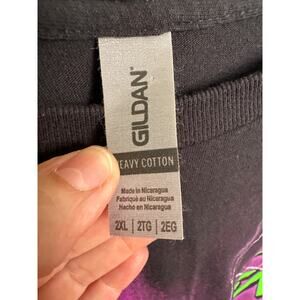 GILDAN
EAVY COTTON
Made in Nicaragua
Fabriqué au Nicaragua
Hecho en Nicaragua
2XL | 2TG | 2EG